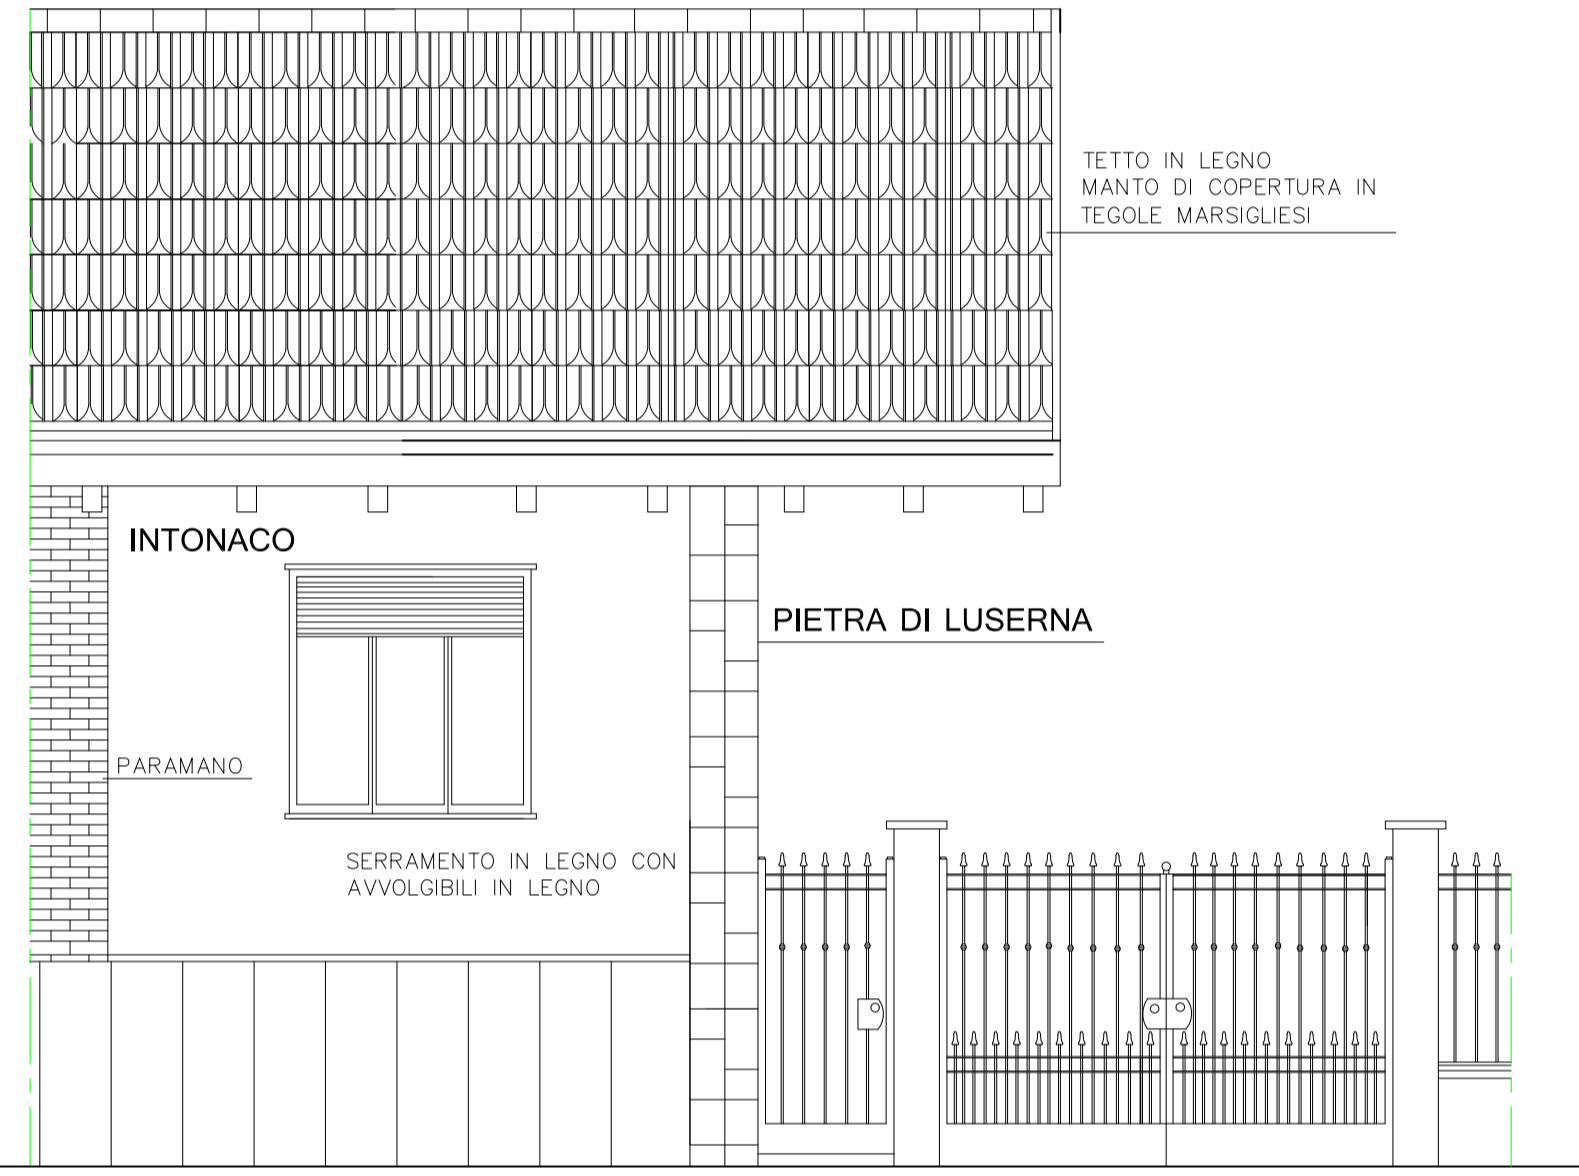 TETTO IN LEGNO
MANTO DI COPERTURA IN
TEGOLE MARSIGLIESI
INTONACO
PIETRA DI LUSERNA
PARAMANO
SERRAMENTO IN LEGNO CON
AVVOLGIBILI IN LEGNO